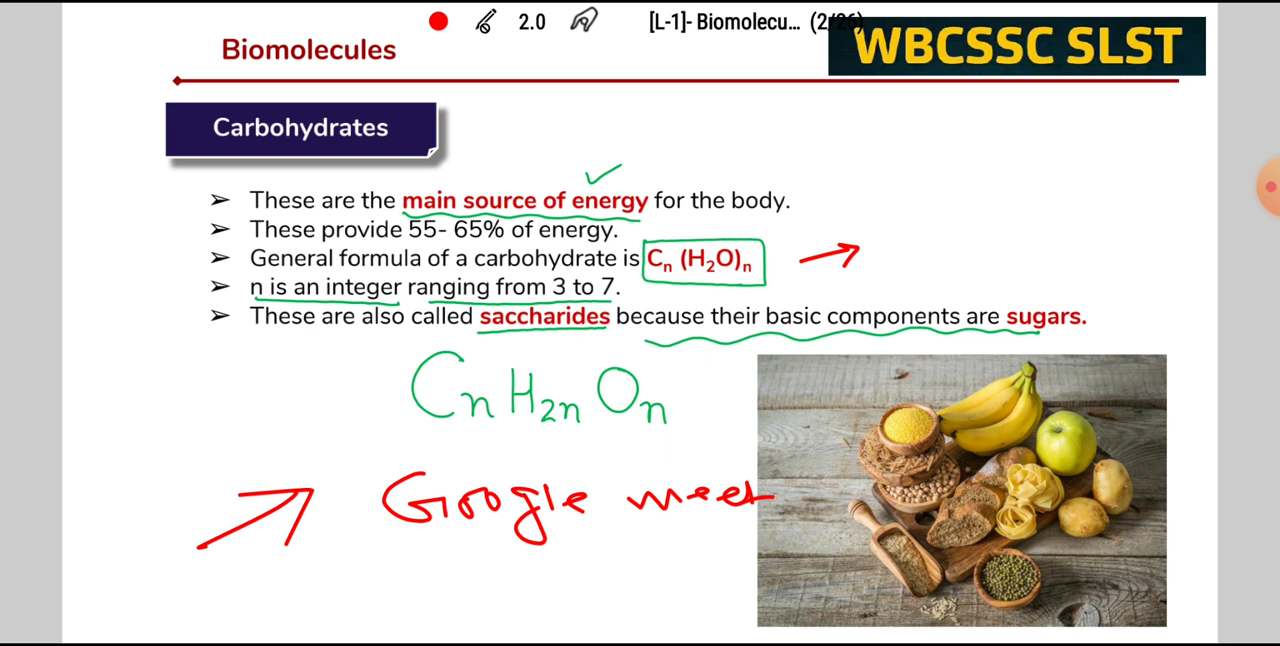 2.0 [L-1]- Biomolecu... (2/26)
Biomolecules
WBCSSC SLST
Carbohydrates
➢ These are the main source of energy for the body.
➢ These provide 55- 65% of energy.
➢ General formula of a carbohydrate is Cₙ (H₂O)ₙ
➢ n is an integer ranging from 3 to 7.
➢ These are also called saccharides because their basic components are sugars.
CₙH₂ₙOₙ
Google meet